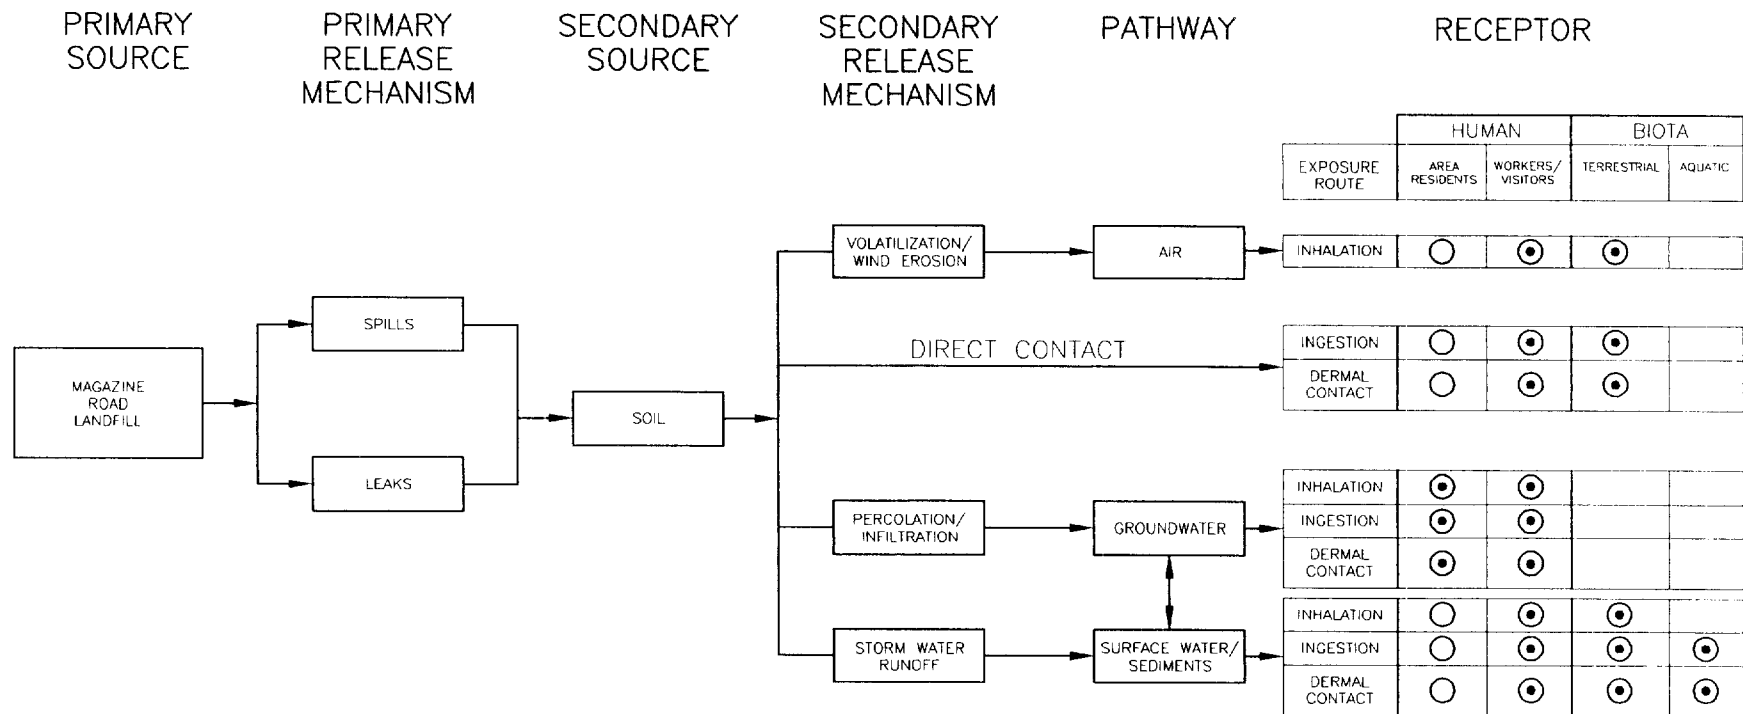 PRIMARY
SOURCE
PRIMARY
RELEASE
MECHANISM
SECONDARY
SOURCE
SECONDARY
RELEASE
MECHANISM
PATHWAY
RECEPTOR
HUMAN
BIOTA
EXPOSURE
ROUTE
AREA
RESIDENTS
WORKERS/
VISITORS
TERRESTRIAL
AQUATIC
VOLATILIZATION/
WIND EROSION
AIR
INHALATION
SPILLS
DIRECT CONTACT
INGESTION
DERMAL
CONTACT
MAGAZINE
ROAD
LANDFILL
SOIL
LEAKS
PERCOLATION/
INFILTRATION
GROUNDWATER
INHALATION
INGESTION
DERMAL
CONTACT
STORM WATER
RUNOFF
SURFACE WATER/
SEDIMENTS
INHALATION
INGESTION
DERMAL
CONTACT